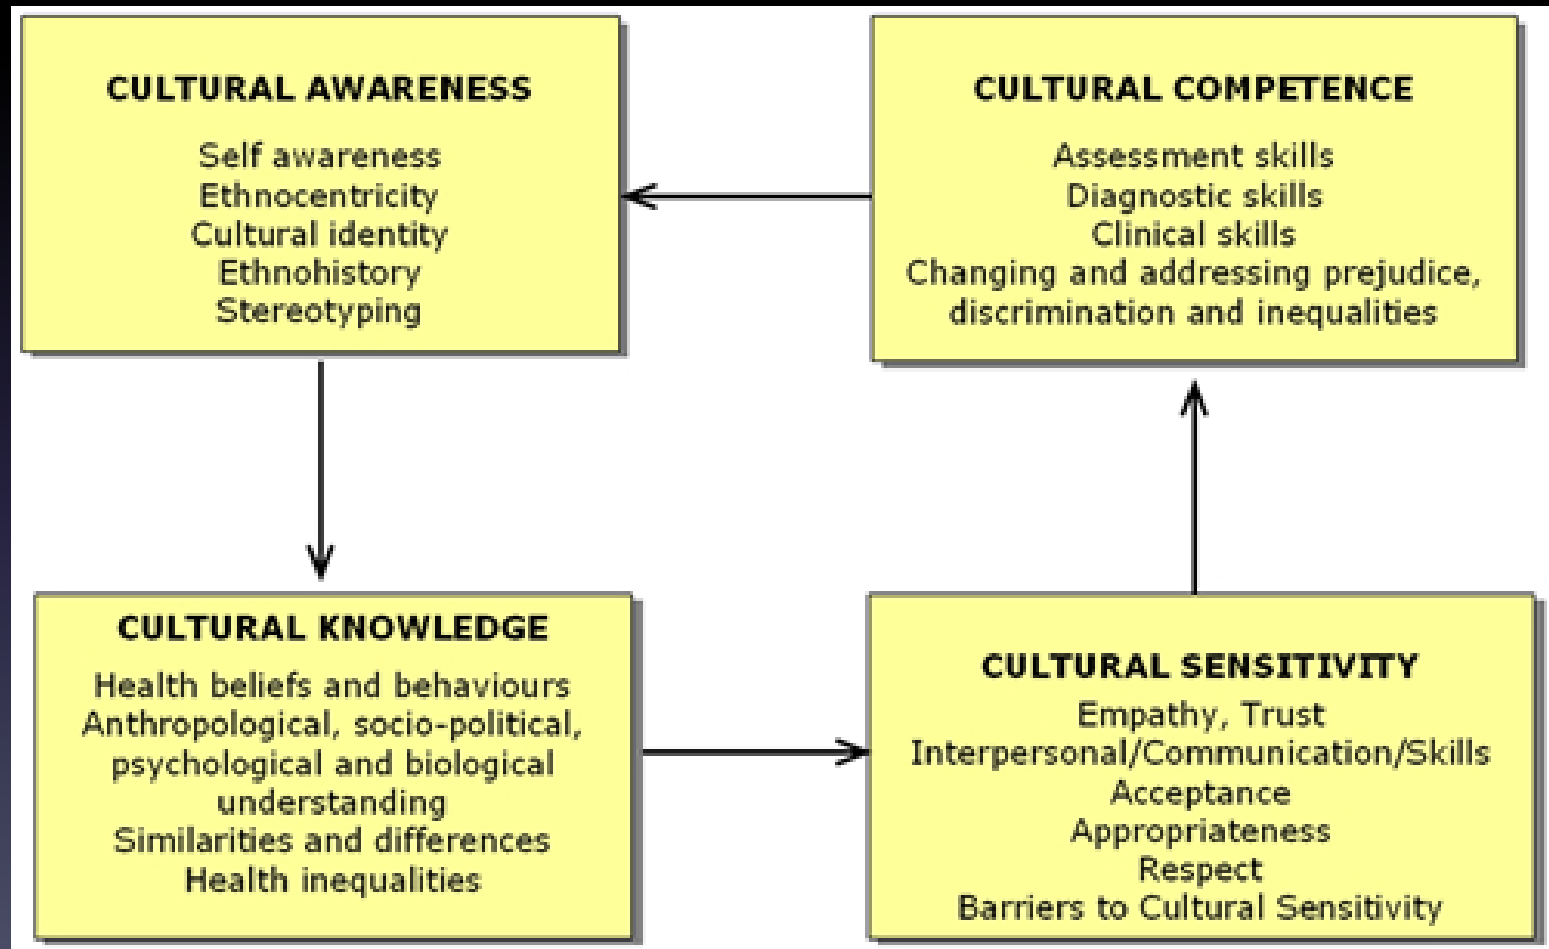 CULTURAL AWARENESS
Self awareness
Ethnocentricity
Cultural identity
Ethnohistory
Stereotyping
CULTURAL COMPETENCE
Assessment skills
Diagnostic skills
Clinical skills
Changing and addressing prejudice,
discrimination and inequalities
CULTURAL KNOWLEDGE
Health beliefs and behaviours
Anthropological, socio-political,
psychological and biological
understanding
Similarities and differences
Health inequalities
CULTURAL SENSITIVITY
Empathy, Trust
Interpersonal/Communication/Skills
Acceptance
Appropriateness
Respect
Barriers to Cultural Sensitivity